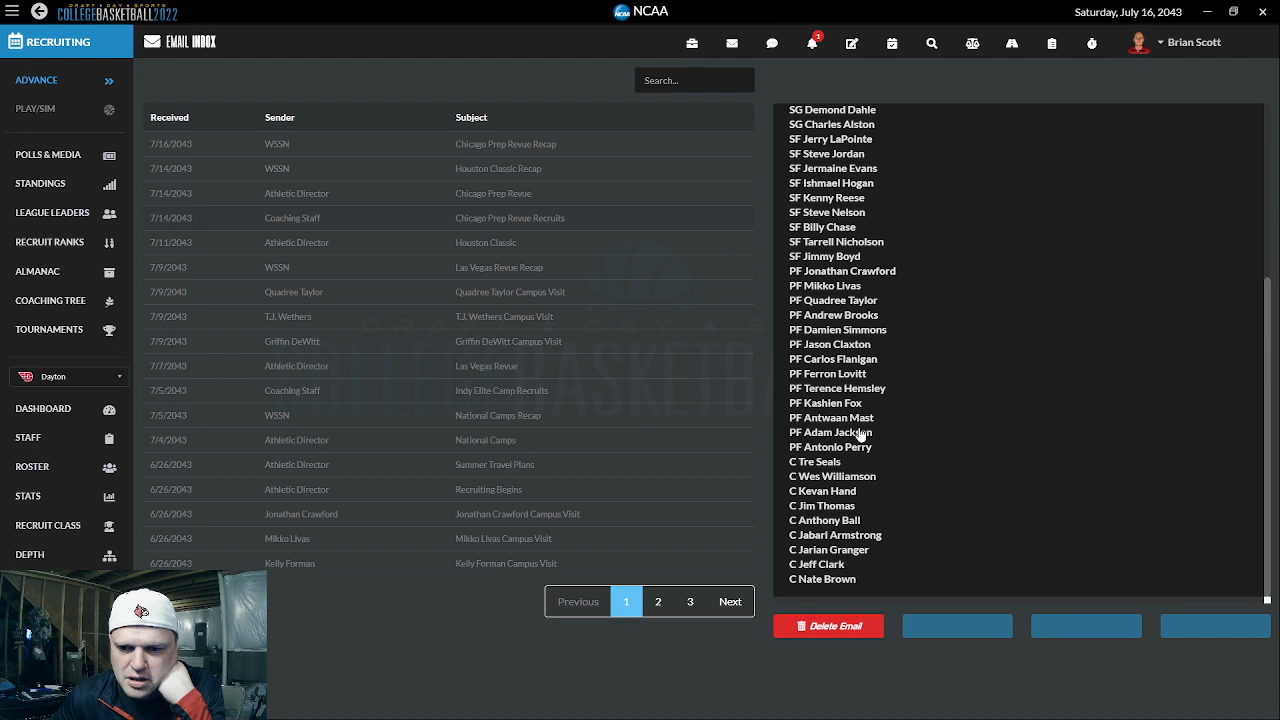 DRAFT • DAY • SPORTS
COLLEGE BASKETBALL 2022
NCAA
Saturday, July 16, 2043
RECRUITING
EMAIL INBOX
1
Brian Scott
ADVANCE
PLAY/SIM
POLLS & MEDIA
STANDINGS
LEAGUE LEADERS
RECRUIT RANKS
ALMANAC
COACHING TREE
TOURNAMENTS
Dayton
DASHBOARD
STAFF
ROSTER
STATS
RECRUIT CLASS
DEPTH
Search...
Received Sender Subject
7/16/2043 WSSN Chicago Prep Revue Recap
7/14/2043 WSSN Houston Classic Recap
7/14/2043 Athletic Director Chicago Prep Revue
7/14/2043 Coaching Staff Chicago Prep Revue Recruits
7/11/2043 Athletic Director Houston Classic
7/9/2043 WSSN Las Vegas Revue Recap
7/9/2043 Quadree Taylor Quadree Taylor Campus Visit
7/9/2043 T.J. Wethers T.J. Wethers Campus Visit
7/9/2043 Griffin DeWitt Griffin DeWitt Campus Visit
7/7/2043 Athletic Director Las Vegas Revue
7/5/2043 Coaching Staff Indy Elite Camp Recruits
7/5/2043 WSSN National Camps Recap
7/4/2043 Athletic Director National Camps
6/26/2043 Athletic Director Summer Travel Plans
6/26/2043 Athletic Director Recruiting Begins
6/26/2043 Jonathan Crawford Jonathan Crawford Campus Visit
6/26/2043 Mikko Livas Mikko Livas Campus Visit
6/26/2043 Kelly Forman Kelly Forman Campus Visit
Previous 1 2 3 Next
SG Demond Dahle
SG Charles Alston
SF Jerry LaPointe
SF Steve Jordan
SF Jermaine Evans
SF Ishmael Hogan
SF Kenny Reese
SF Steve Nelson
SF Billy Chase
SF Tarrell Nicholson
SF Jimmy Boyd
PF Jonathan Crawford
PF Mikko Livas
PF Quadree Taylor
PF Andrew Brooks
PF Damien Simmons
PF Jason Claxton
PF Carlos Flanigan
PF Ferron Lovitt
PF Terence Hemsley
PF Kashien Fox
PF Antwaan Mast
PF Adam Jackson
PF Antonio Perry
C Tre Seals
C Wes Williamson
C Kevan Hand
C Jim Thomas
C Anthony Ball
C Jabari Armstrong
C Jarian Granger
C Jeff Clark
C Nate Brown
Delete Email